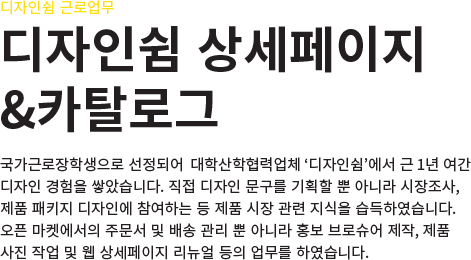 디자인쉼 근로업무
디자인쉼 상세페이지
&카탈로그
국가근로장학생으로 선정되어 대학산학협력업체 ‘디자인쉼’에서 근 1년 여간
디자인 경험을 쌓았습니다. 직접 디자인 문구를 기획할 뿐 아니라 시장조사,
제품 패키지 디자인에 참여하는 등 제품 시장 관련 지식을 습득하였습니다.
오픈 마켓에서의 주문서 및 배송 관리 뿐 아니라 홍보 브로슈어 제작, 제품
사진 작업 및 웹 상세페이지 리뉴얼 등의 업무를 하였습니다.